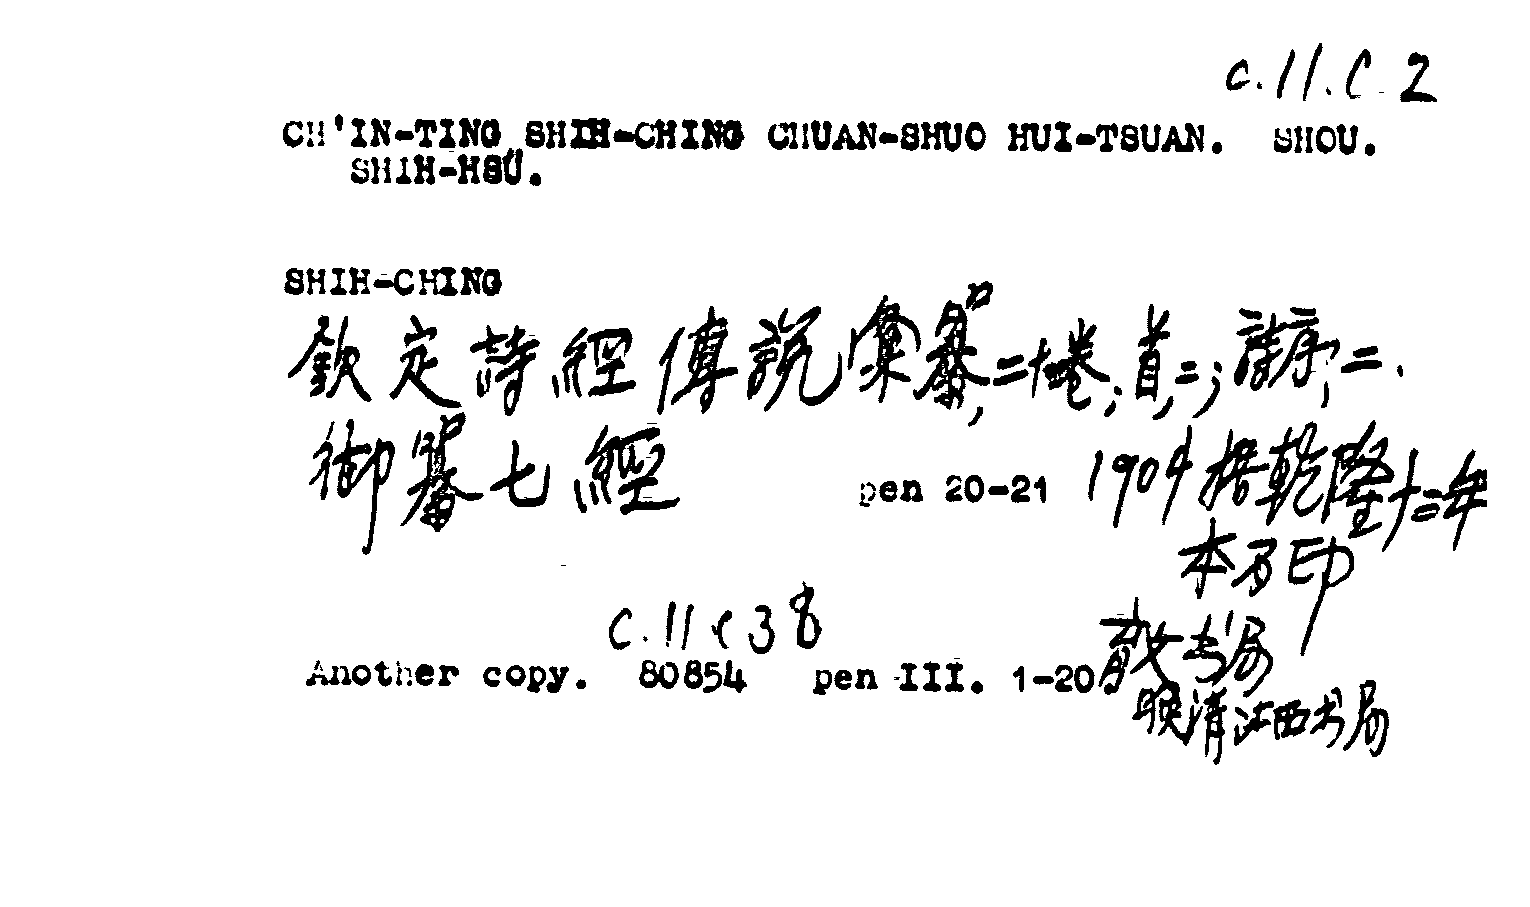 C.11.C.2
CH'IN-TING SHIH-CHING CHUAN-SHUO HUI-TSUAN. SHOU.
SHIH-HSÜ.
SHIH-CHING
欽定詩經傳說彙纂,二十卷;首,二;詩序,二.
御纂七經 pen 20-21 1904 据乾隆十二年
本石印
C.11 C 38
Another copy. 80854 pen III. 1-20 文书局
晚清江西书局